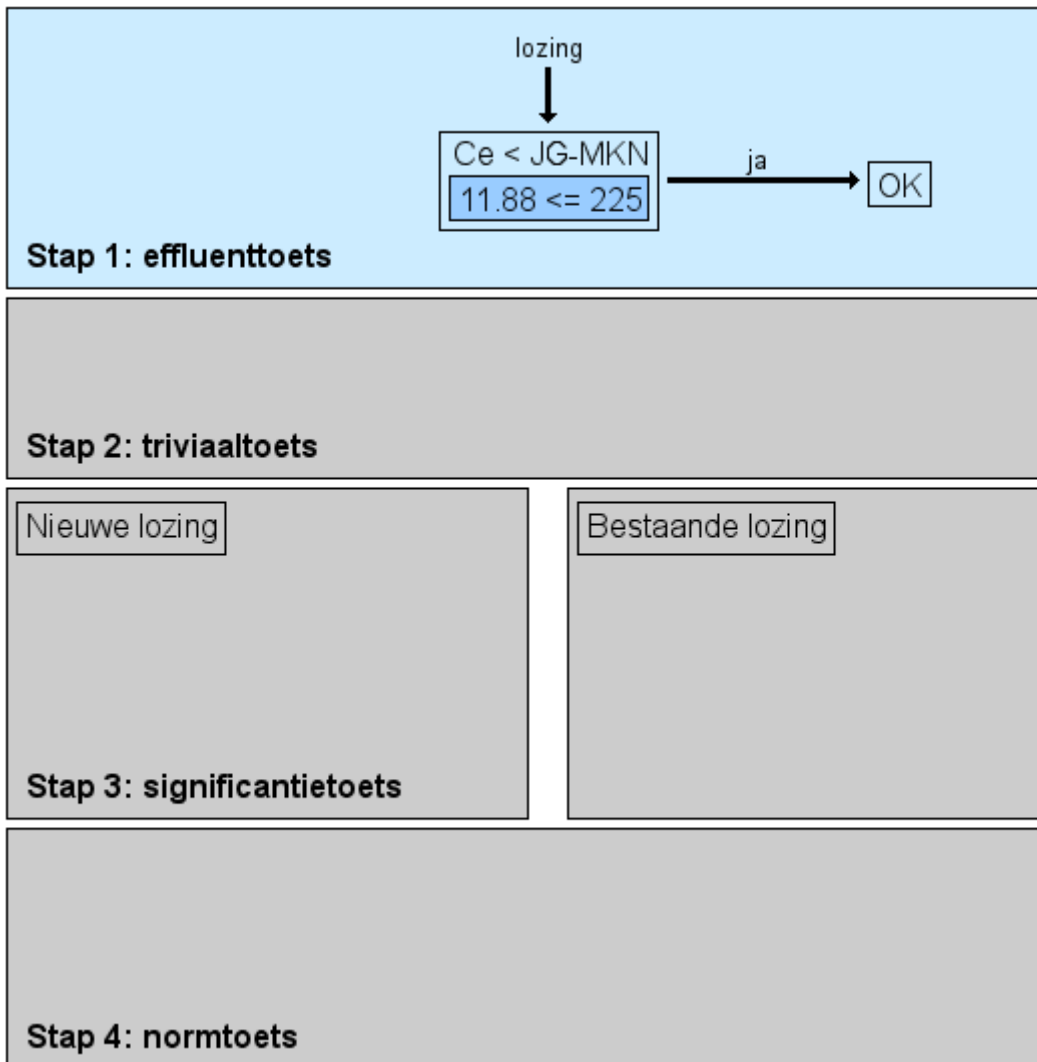 lozing
Ce < JG-MKN
ja
11.88 <= 225
OK
Stap 1: effluenttoets
Stap 2: triviaaltoets
Nieuwe lozing
Bestaande lozing
Stap 3: significantietoets
Stap 4: normtoets